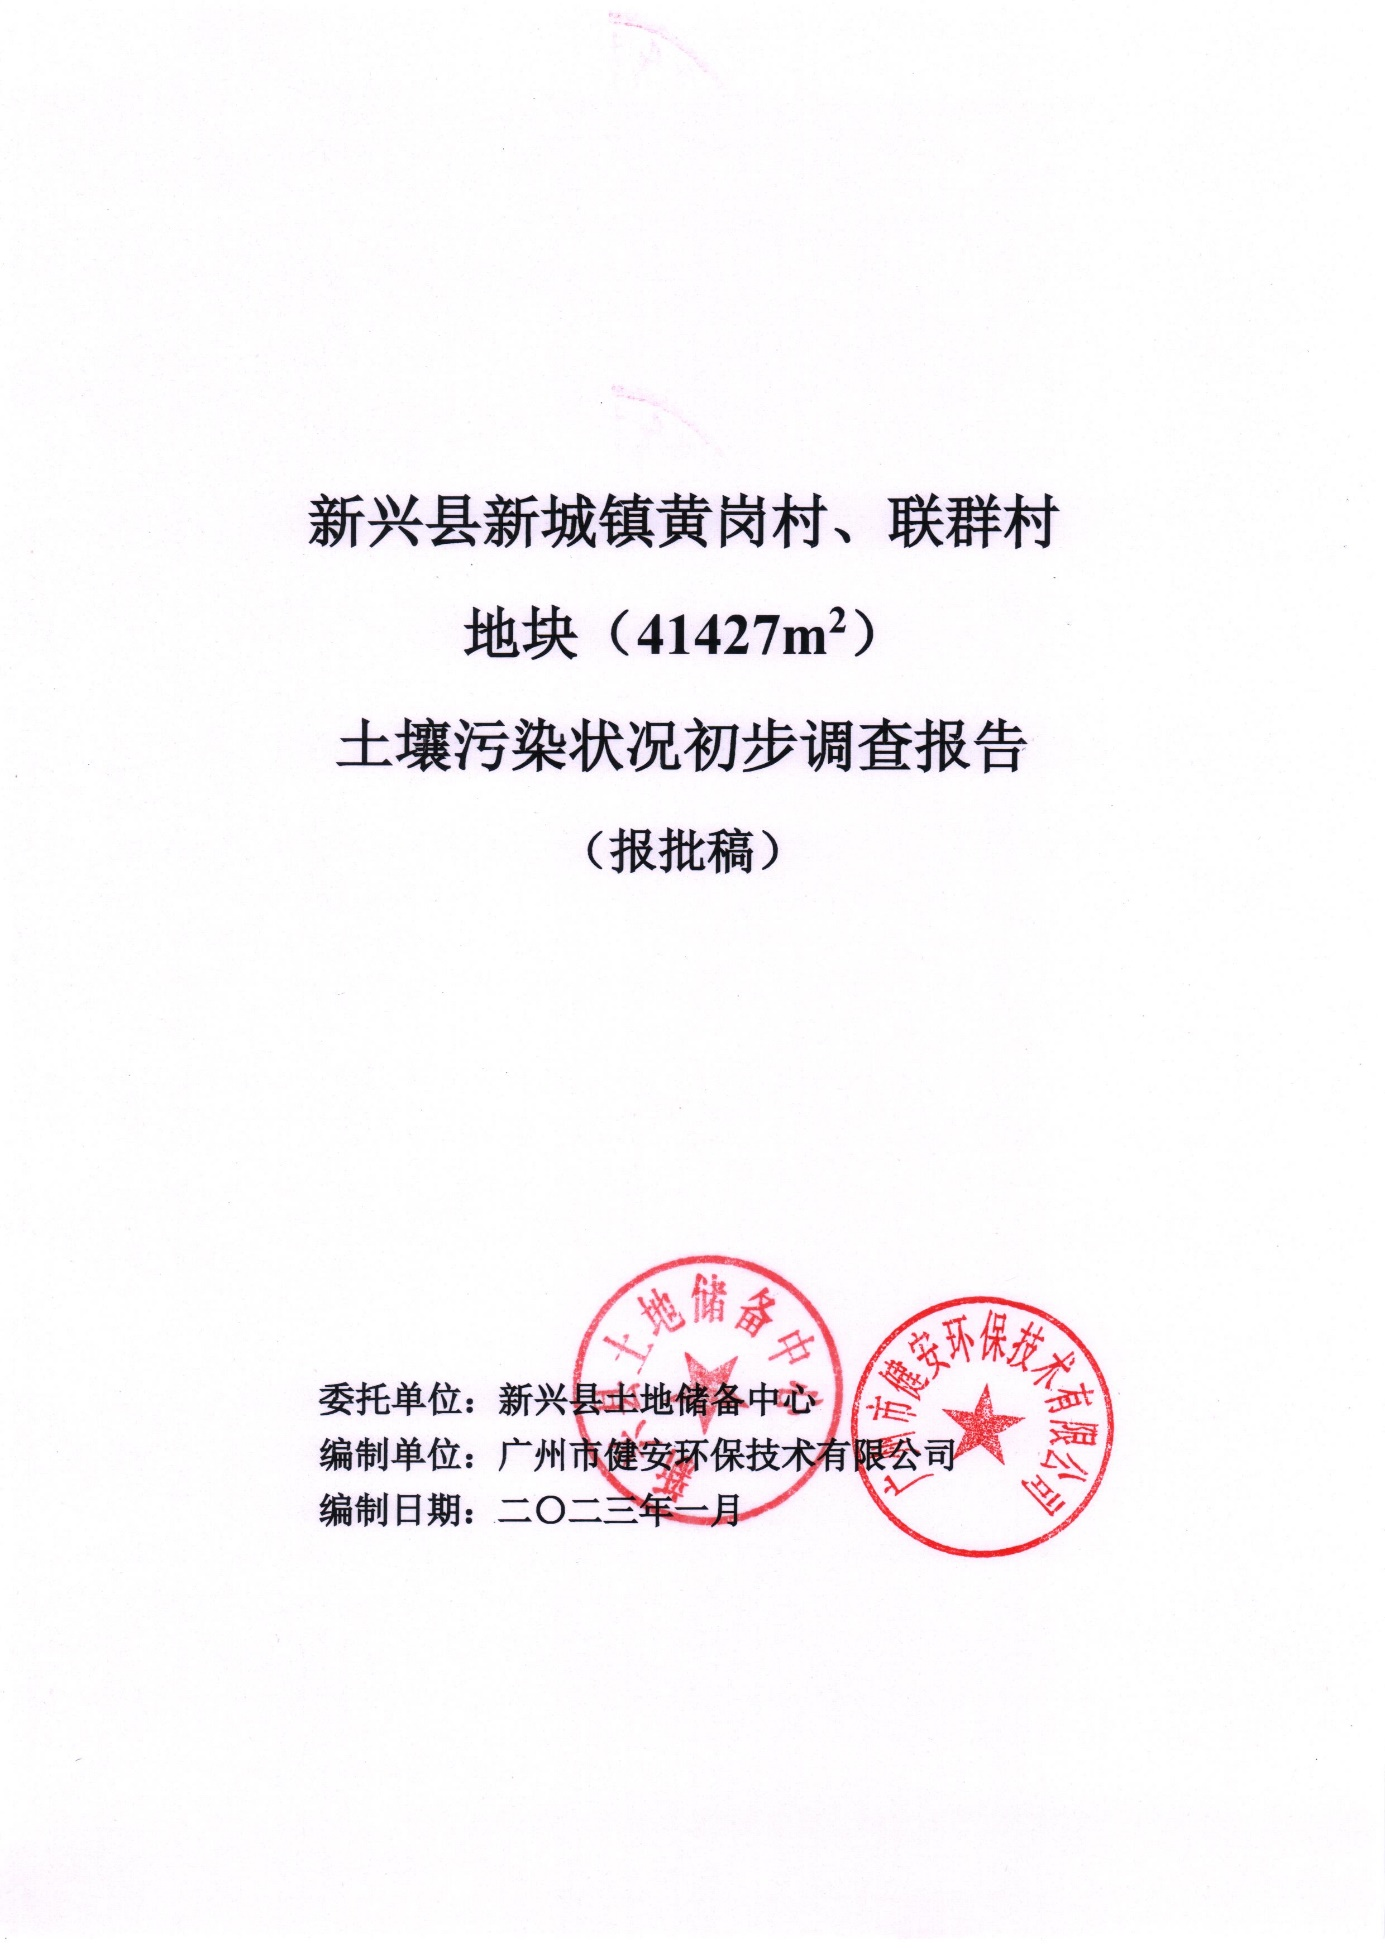 新兴县新城镇黄岗村、联群村
地块（41427m²）
土壤污染状况初步调查报告
（报批稿）
新兴县土地储备中心
广州市健安环保技术有限公司
委托单位：新兴县土地储备中心
编制单位：广州市健安环保技术有限公司
编制日期：二〇二三年一月